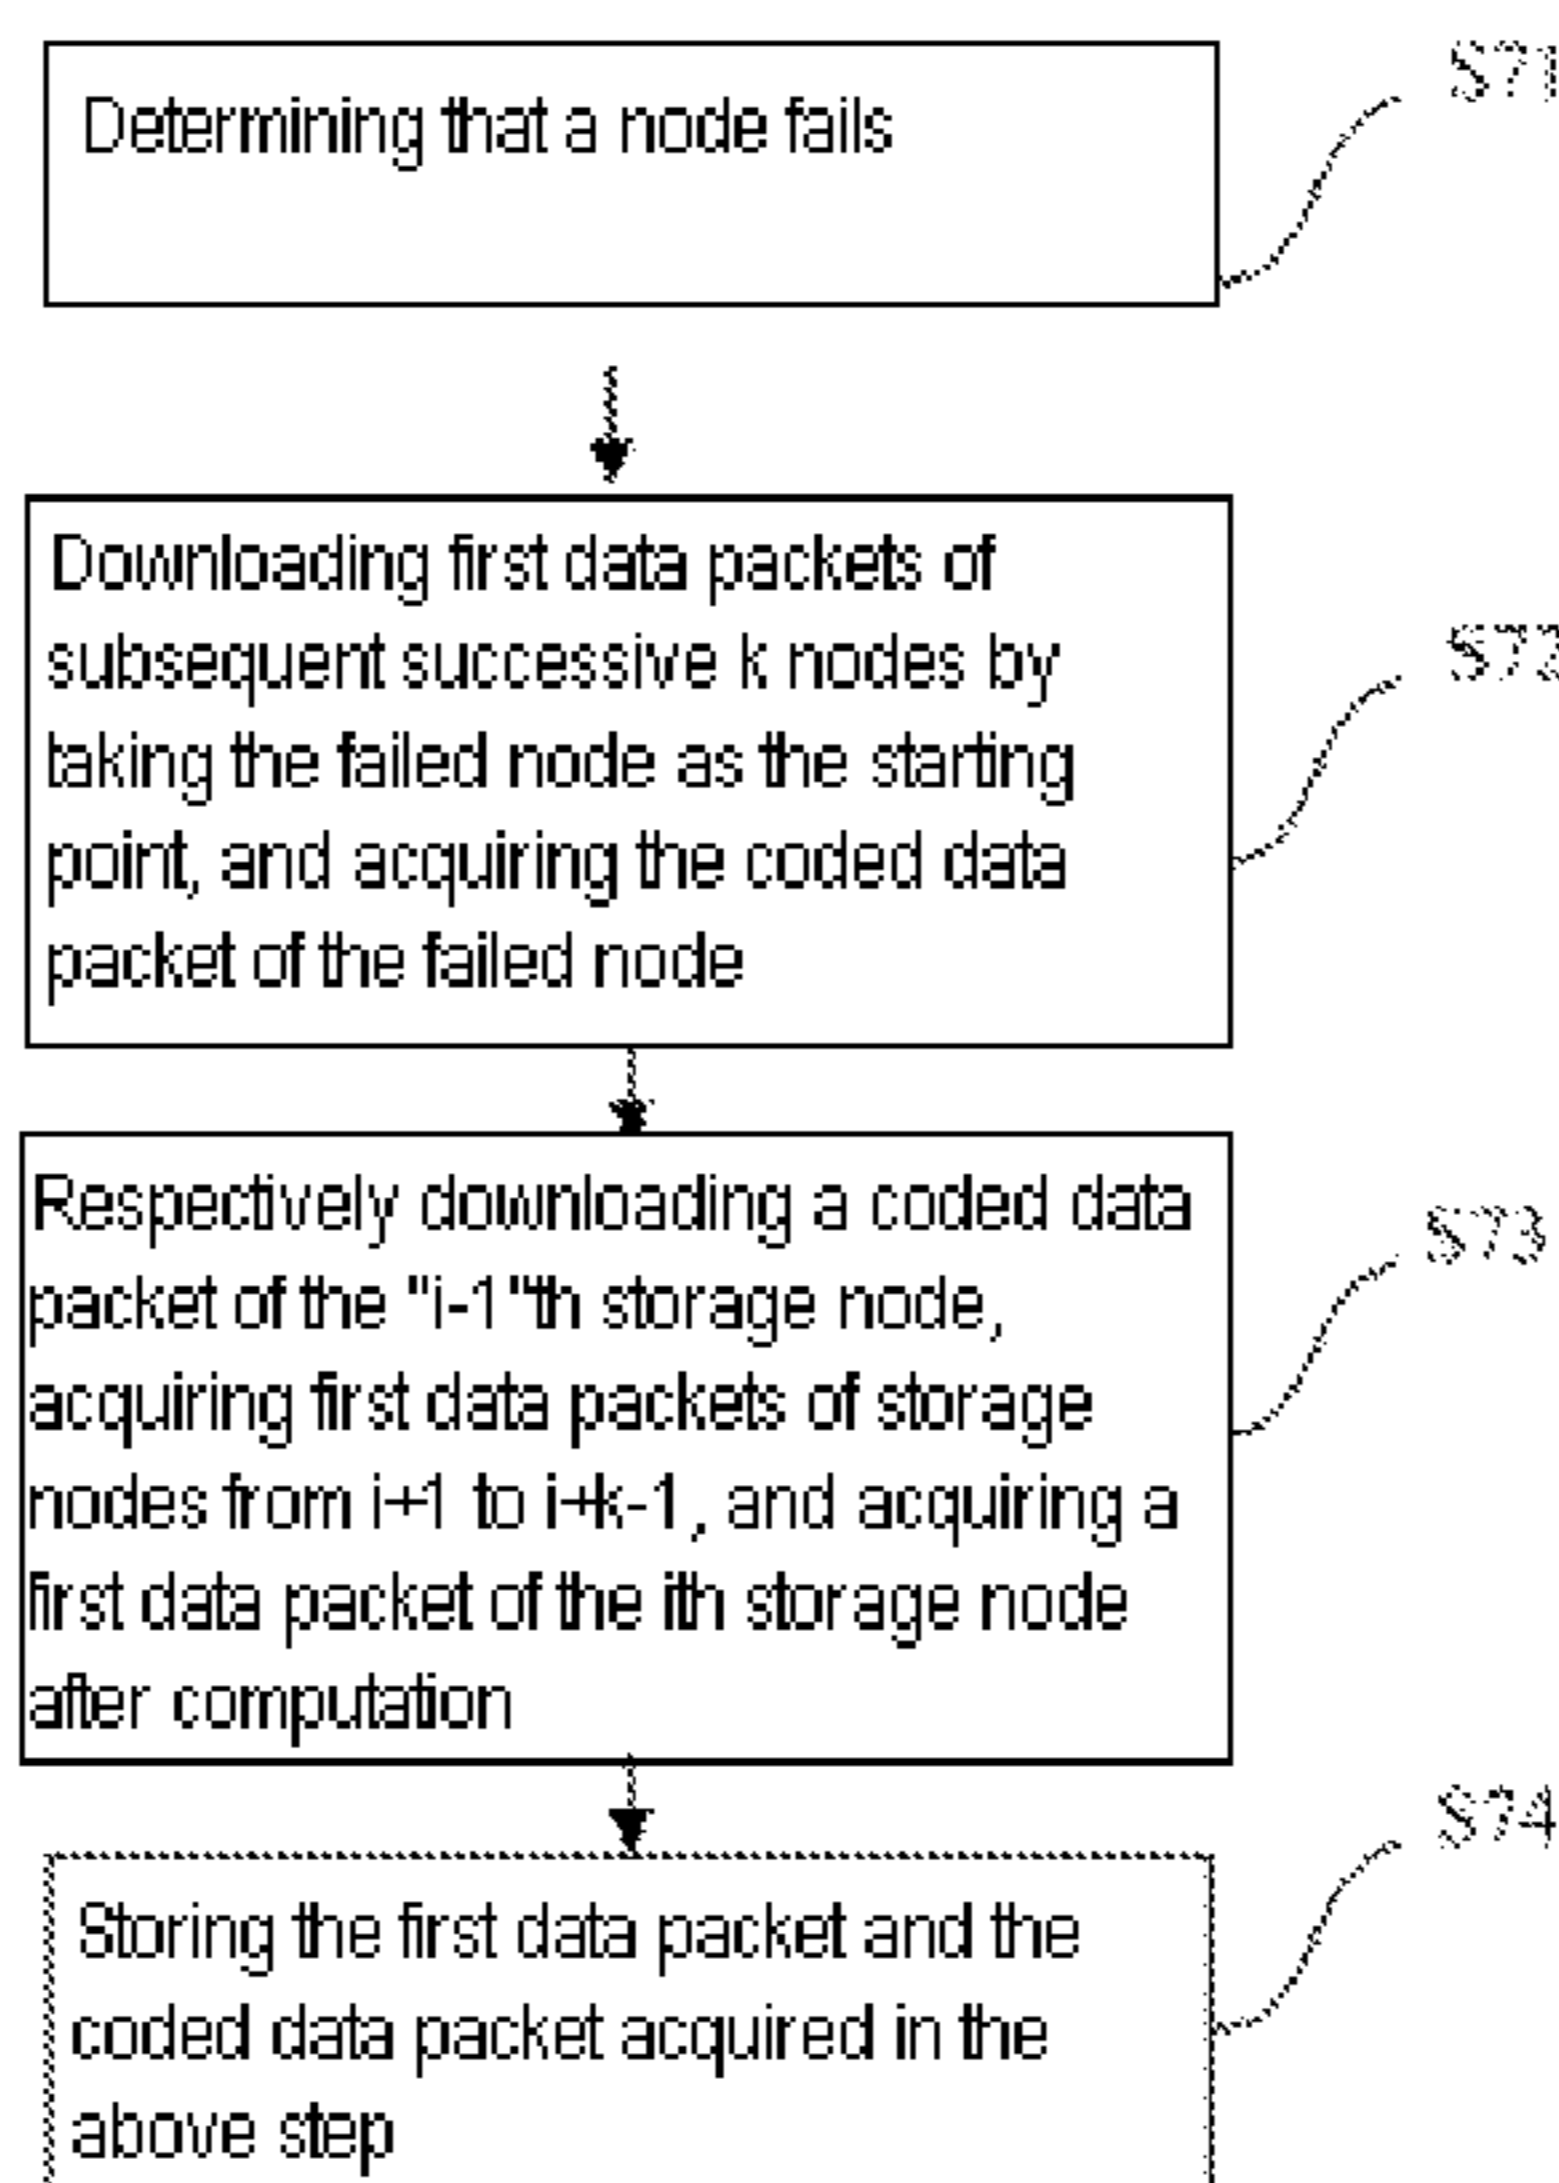 Determining that a node fails
S71
Downloading first data packets of
subsequent successive k nodes by
taking the failed node as the starting
point, and acquiring the coded data
packet of the failed node
S72
Respectively downloading a coded data
packet of the "i-1"th storage node,
acquiring first data packets of storage
nodes from i+1 to i+k-1, and acquiring a
first data packet of the ith storage node
after computation
S73
Storing the first data packet and the
coded data packet acquired in the
above step
S74